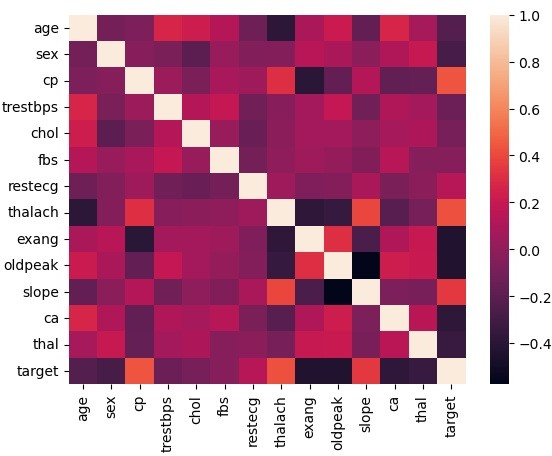 age
sex
cp
trestbps
chol
fbs
restecg
thalach
exang
oldpeak
slope
ca
thal
target
age
sex
cp
trestbps
chol
fbs
restecg
thalach
exang
oldpeak
slope
ca
thal
target
1.0
0.8
0.6
0.4
0.2
0.0
−0.2
−0.4